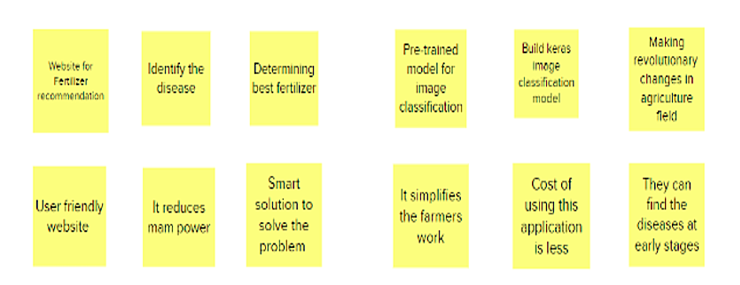 Website for
Fertilizer
recommendation
Identify the
disease
Determining
best fertilizer
Pre-trained
model for
image
classification
Build keras
image
classification
model
Making
revolutionary
changes in
agriculture
field
User friendly
website
It reduces
mam power
Smart
solution to
solve the
problem
It simplifies
the farmers
work
Cost of
using this
application
is less
They can
find the
diseases at
early stages